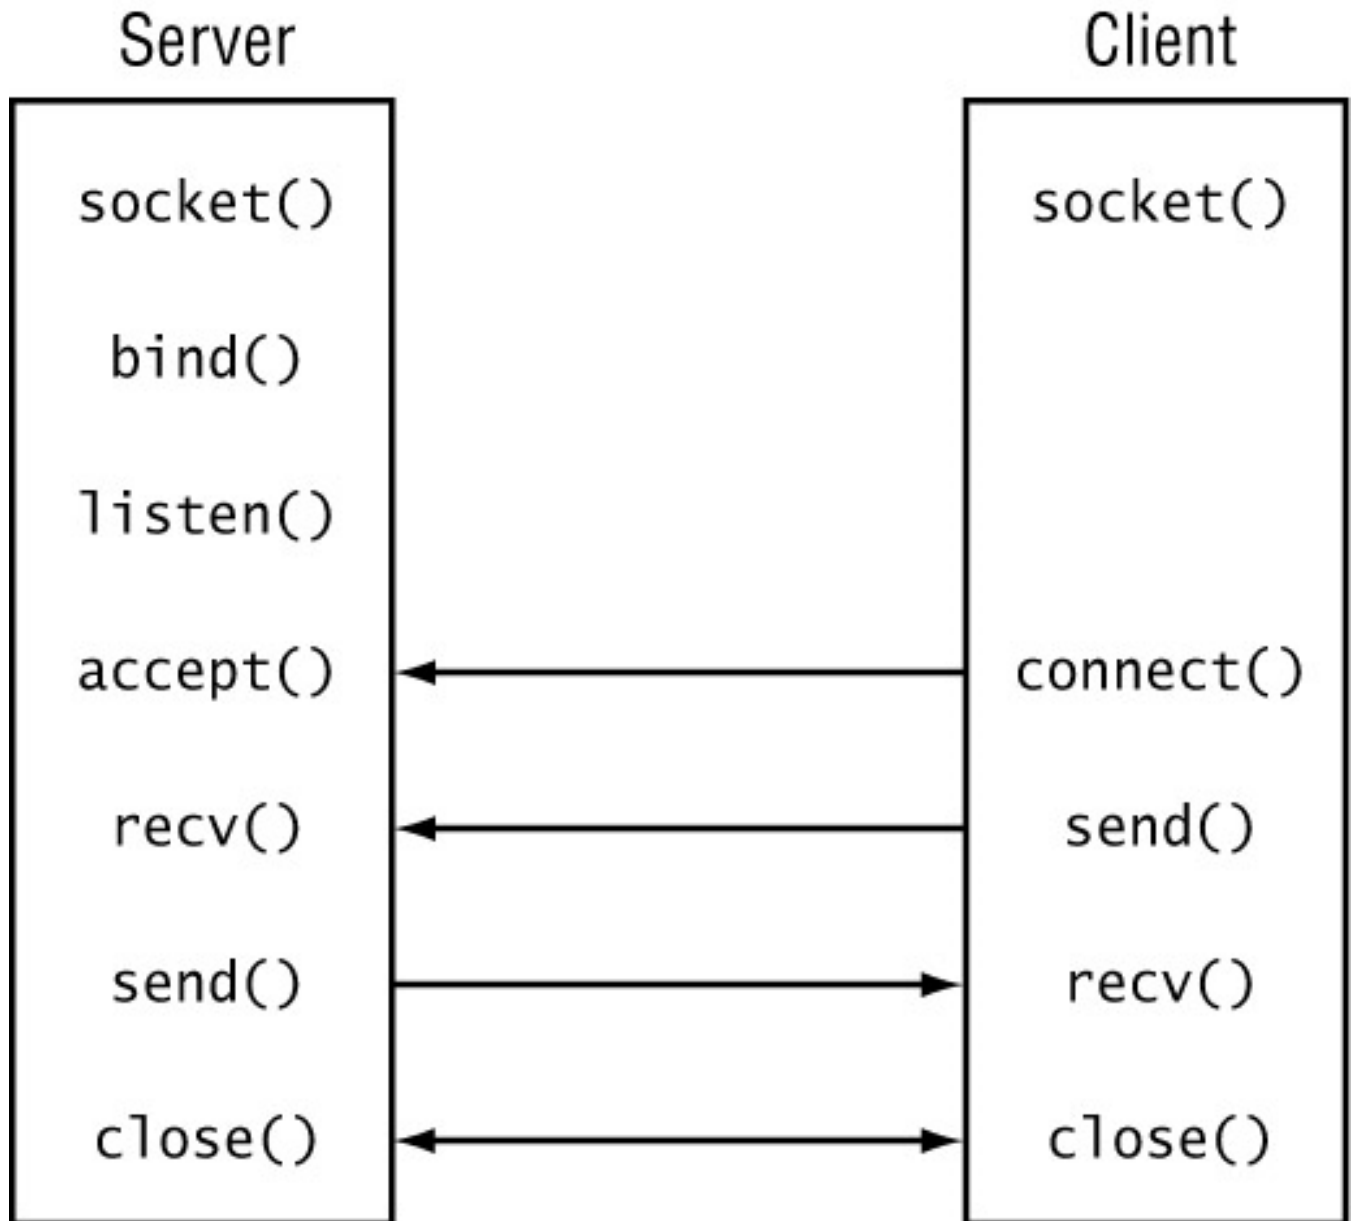 Server
Client
socket()
socket()
bind()
listen()
accept()
connect()
recv()
send()
send()
recv()
close()
close()